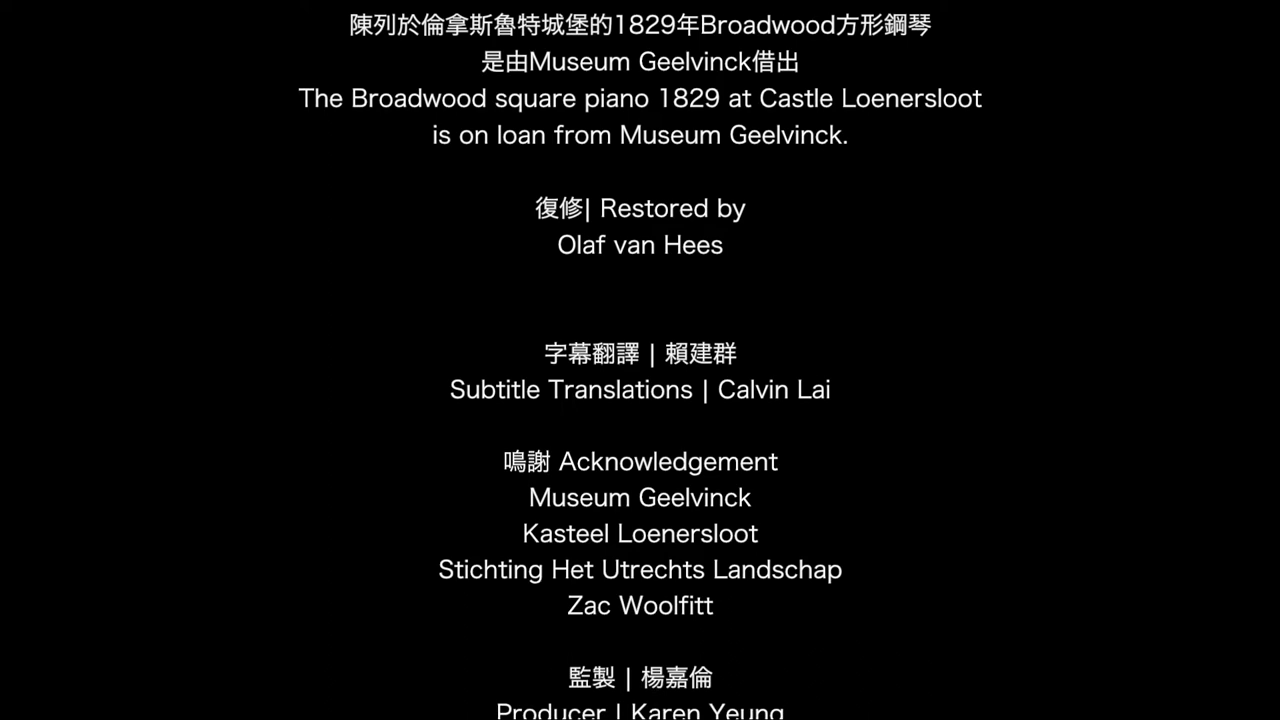 陳列於倫拿斯魯特城堡的1829年Broadwood方形鋼琴
是由Museum Geelvinck借出
The Broadwood square piano 1829 at Castle Loenersloot
is on loan from Museum Geelvinck.
復修| Restored by
Olaf van Hees
字幕翻譯 | 賴建群
Subtitle Translations | Calvin Lai
鳴謝 Acknowledgement
Museum Geelvinck
Kasteel Loenersloot
Stichting Het Utrechts Landschap
Zac Woolfitt
監製 | 楊嘉倫
Producer | Karen Yeung